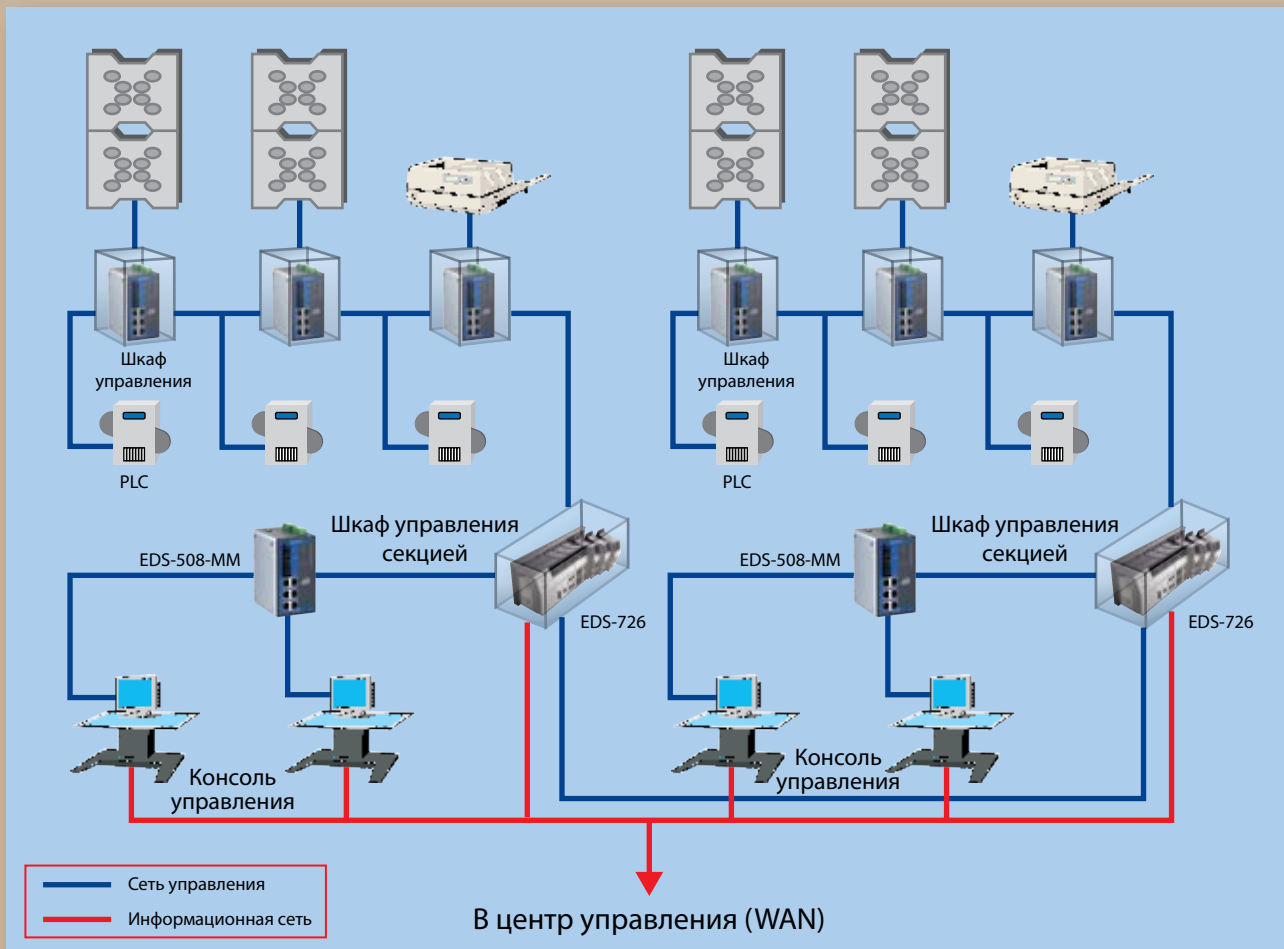 Шкаф
управления
Шкаф
управления
PLC
PLC
Шкаф управления
секцией
Шкаф управления
секцией
EDS-508-MM
EDS-508-MM
EDS-726
EDS-726
Консоль
управления
Консоль
управления
Сеть управления
Информационная сеть
В центр управления (WAN)